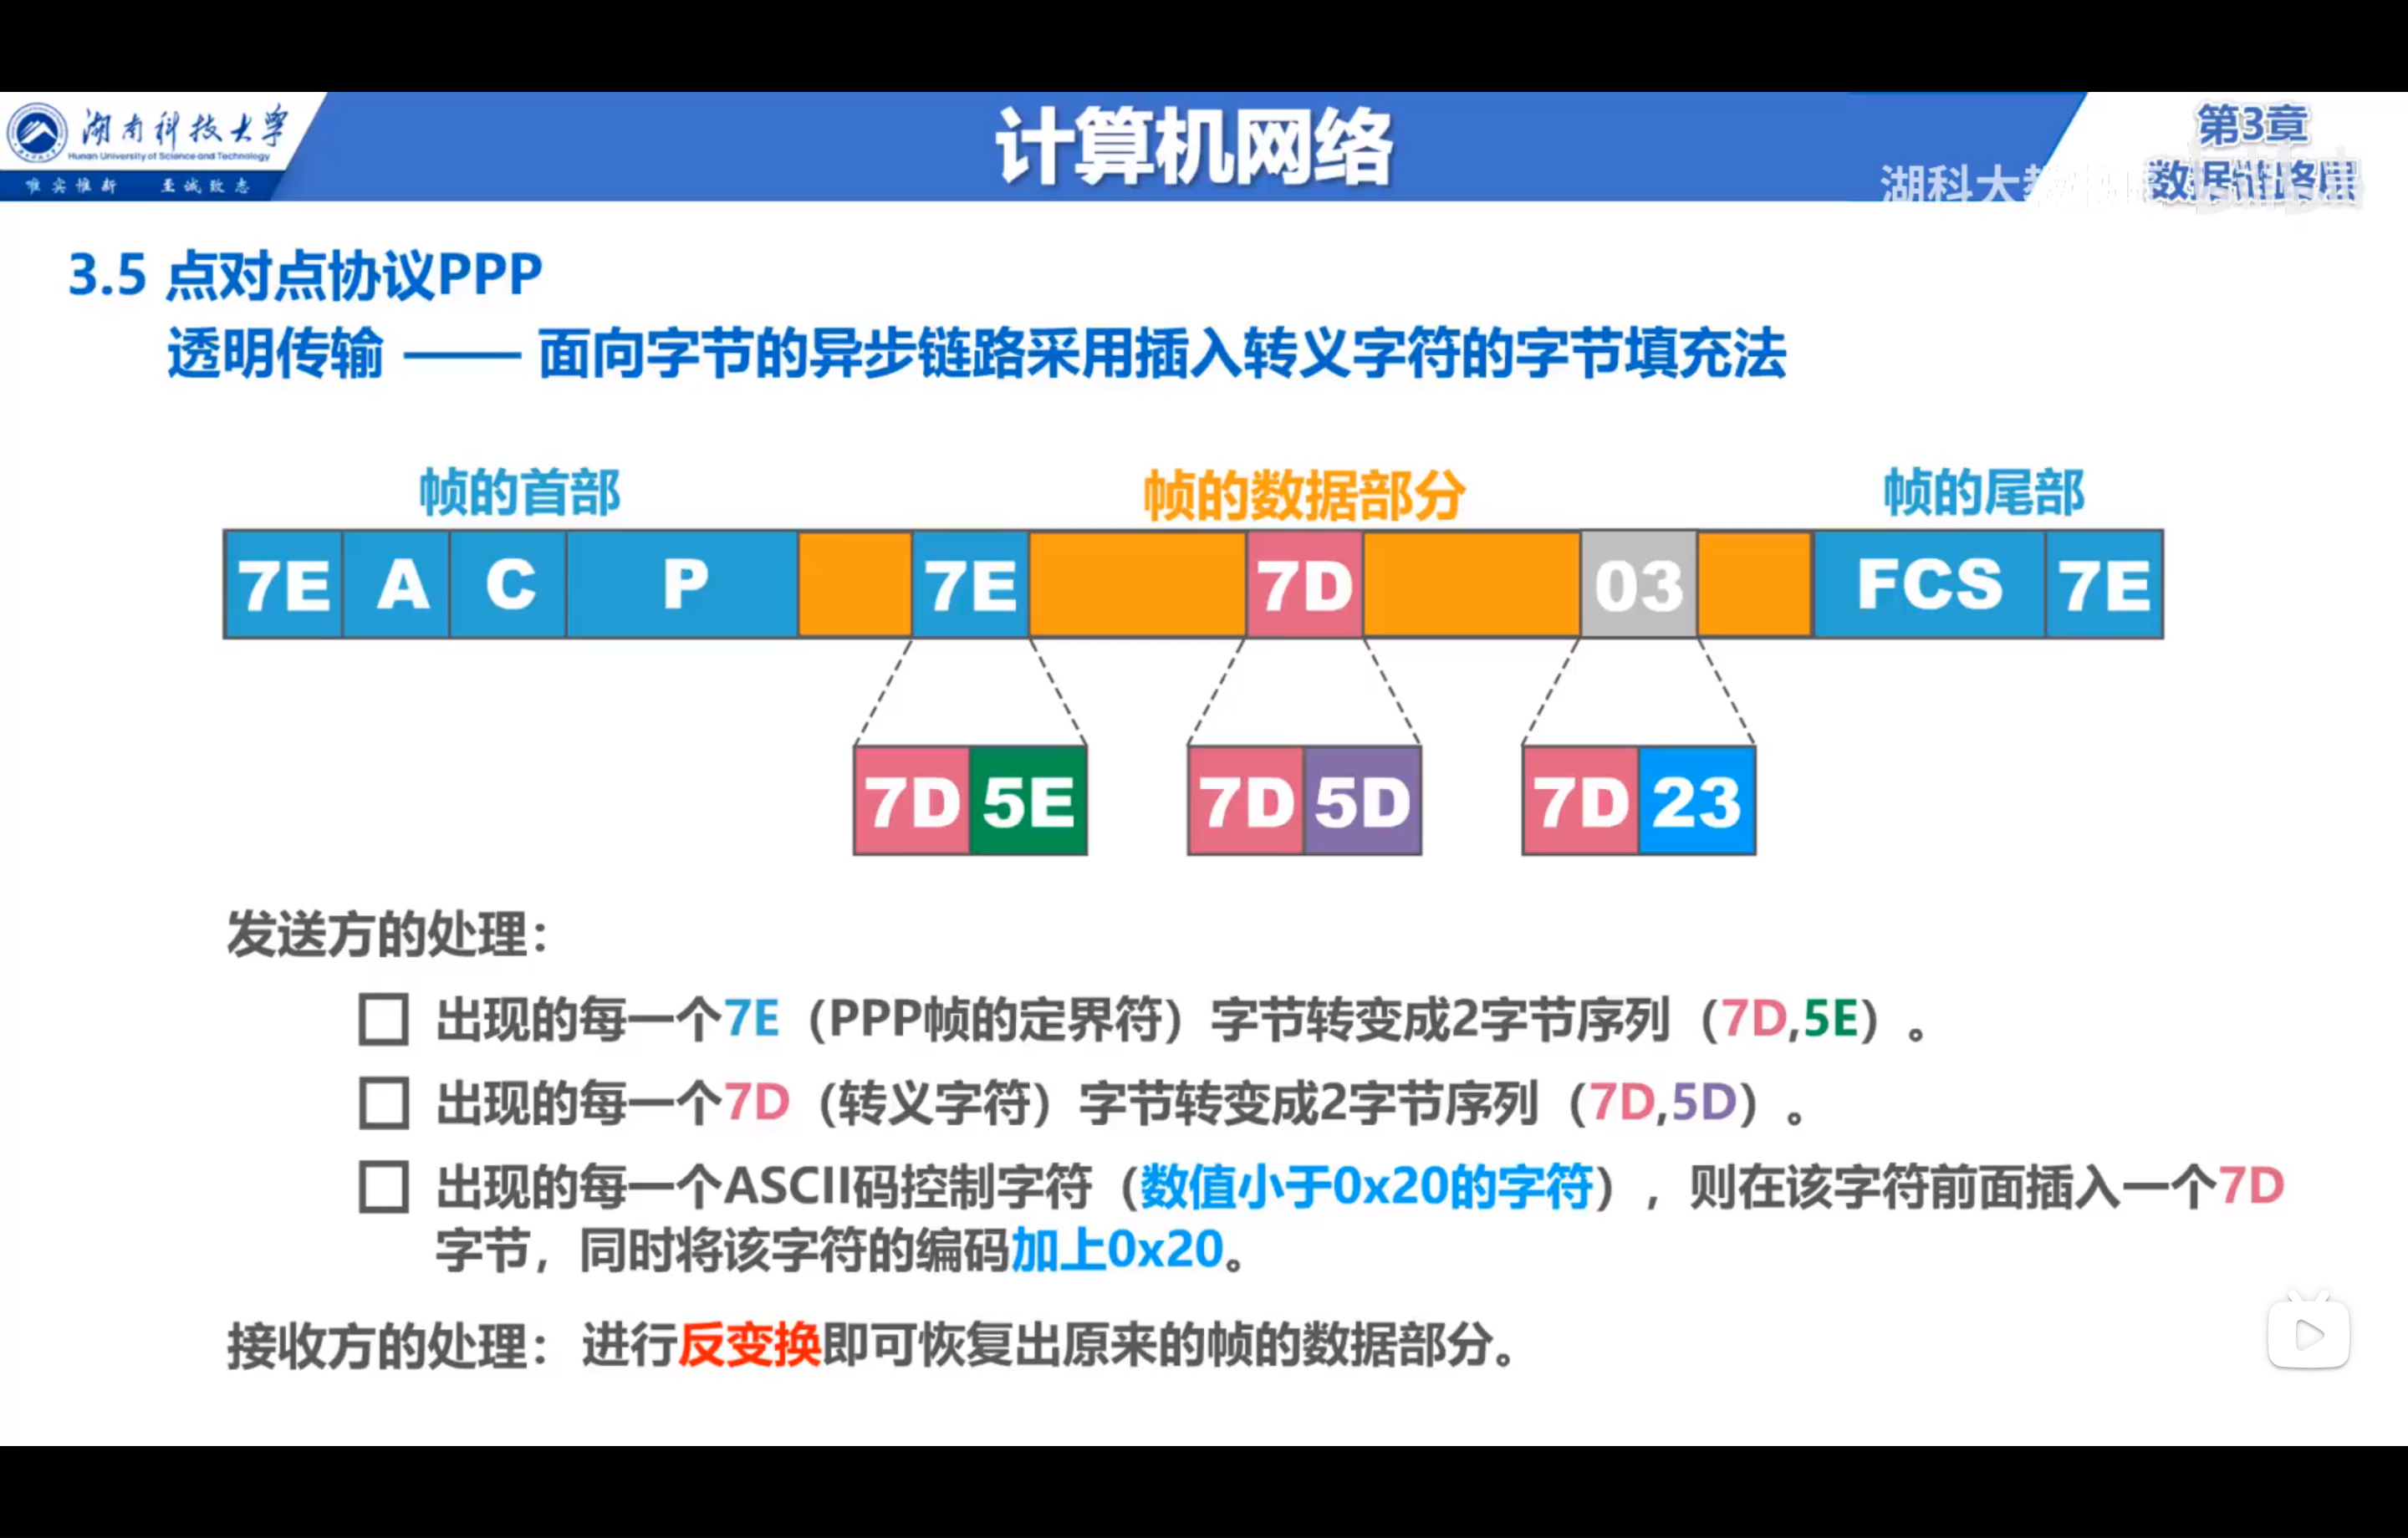 湖南科技大学
Hunan University of Science and Technology
唯实惟新 至诚致志
计算机网络
第3章
数据链路层
湖科大
3.5 点对点协议PPP
透明传输 —— 面向字节的异步链路采用插入转义字符的字节填充法
帧的首部 帧的数据部分 帧的尾部
7E A C P 7E 7D 03 FCS 7E
7D 5E 7D 5D 7D 23
发送方的处理：
出现的每一个7E（PPP帧的定界符）字节转变成2字节序列（7D,5E）。
出现的每一个7D（转义字符）字节转变成2字节序列（7D,5D）。
出现的每一个ASCII码控制字符（数值小于0x20的字符），则在该字符前面插入一个7D
字节，同时将该字符的编码加上0x20。
接收方的处理：进行反变换即可恢复出原来的帧的数据部分。